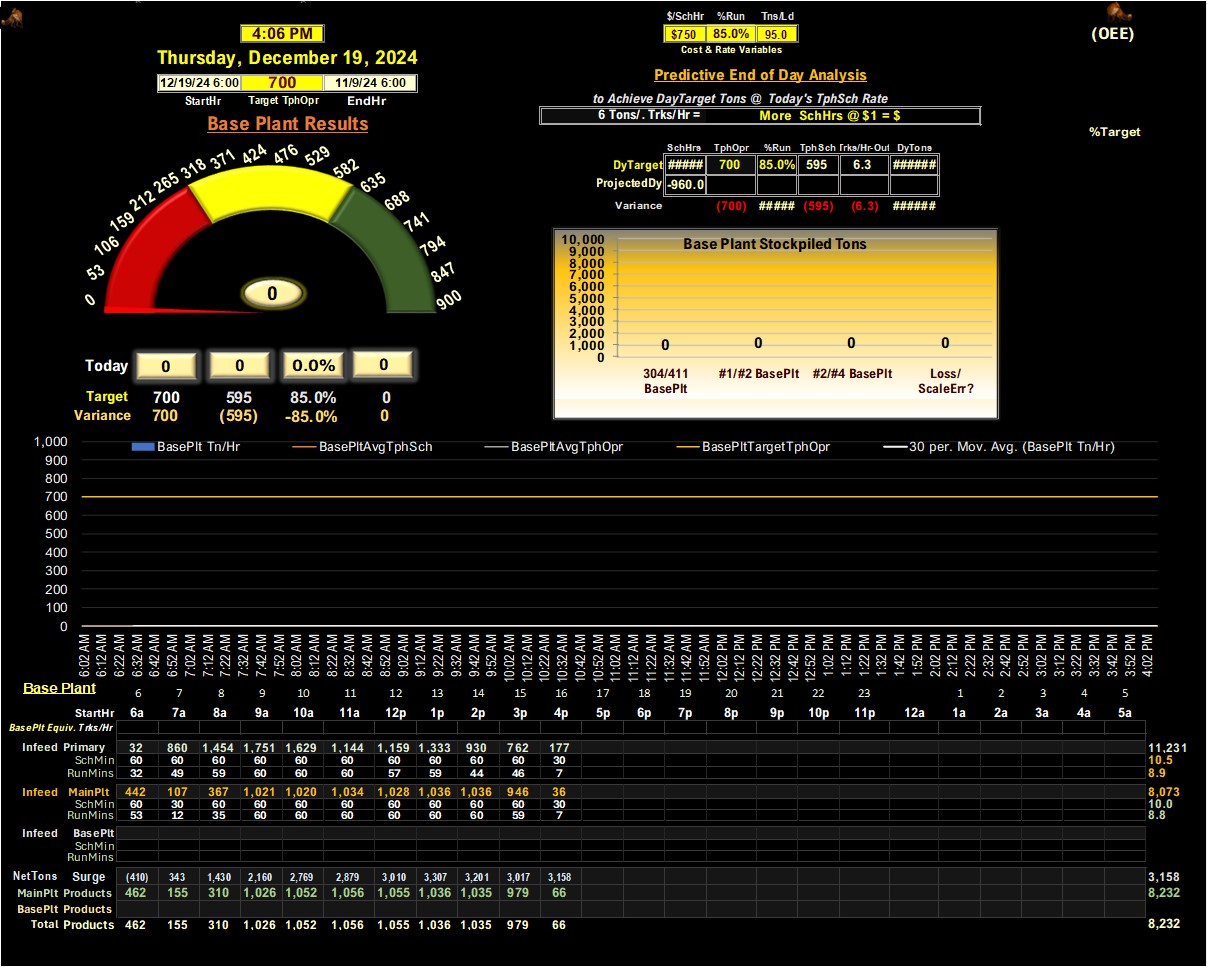 4:06 PM
Thursday, December 19, 2024
12/19/24 6:00 700 11/9/24 6:00
StartHr Target TphOpr EndHr
Base Plant Results
0 53 106 159 212 265 318 371 424 476 529 582 635 688 741 794 847 900
0
Today 0 0 0.0% 0
Target 700 595 85.0% 0
Variance 700 (595) -85.0% 0
$/SchHr %Run Tns/Ld
$750 85.0% 95.0
Cost & Rate Variables
Predictive End of Day Analysis
to Achieve DayTarget Tons @ Today's TphSch Rate
6 Tons/. Trks/Hr = More SchHrs @ $1 = $
SchHrs TphOpr %Run TphSch Trks/Hr-Out DyTons
DyTarget ##### 700 85.0% 595 6.3 ######
ProjectedDy -960.0
Variance (700) ##### (595) (6.3) ######
(OEE)
%Target
Base Plant Stockpiled Tons
10,000
9,000
8,000
7,000
6,000
5,000
4,000
3,000
2,000
1,000
0
0 0 0 0
304/411 BasePlt #1/#2 BasePlt #2/#4 BasePlt Loss/ ScaleErr?
BasePlt Tn/Hr BasePltAvgTphSch BasePltAvgTphOpr BasePltTargetTphOpr 30 per. Mov. Avg. (BasePlt Tn/Hr)
1,000
900
800
700
600
500
400
300
200
100
0
6:02 AM 6:12 AM 6:22 AM 6:32 AM 6:42 AM 6:52 AM 7:02 AM 7:12 AM 7:22 AM 7:32 AM 7:42 AM 7:52 AM 8:02 AM 8:12 AM 8:22 AM 8:32 AM 8:42 AM 8:52 AM 9:02 AM 9:12 AM 9:22 AM 9:32 AM 9:42 AM 9:52 AM 10:02 AM 10:12 AM 10:22 AM 10:32 AM 10:42 AM 10:52 AM 11:02 AM 11:12 AM 11:22 AM 11:32 AM 11:42 AM 11:52 AM 12:02 PM 12:12 PM 12:22 PM 12:32 PM 12:42 PM 12:52 PM 1:02 PM 1:12 PM 1:22 PM 1:32 PM 1:42 PM 1:52 PM 2:02 PM 2:12 PM 2:22 PM 2:32 PM 2:42 PM 2:52 PM 3:02 PM 3:12 PM 3:22 PM 3:32 PM 3:42 PM 3:52 PM 4:02 PM
Base Plant 6 7 8 9 10 11 12 13 14 15 16 17 18 19 20 21 22 23 1 2 3 4 5
StartHr 6a 7a 8a 9a 10a 11a 12p 1p 2p 3p 4p 5p 6p 7p 8p 9p 10p 11p 12a 1a 2a 3a 4a 5a
BasePlt Equiv. Trks/Hr
Infeed Primary 32 860 1,454 1,751 1,629 1,144 1,159 1,333 930 762 177 11,231
SchMin 60 60 60 60 60 60 60 60 60 60 30 10.5
RunMins 32 49 59 60 60 60 57 59 44 46 7 8.9
Infeed MainPlt 442 107 367 1,021 1,020 1,034 1,028 1,036 1,036 946 36 8,073
SchMin 60 30 60 60 60 60 60 60 60 60 30 10.0
RunMins 53 12 35 60 60 60 60 60 60 59 7 8.8
Infeed BasePlt
SchMin
RunMins
NetTons Surge (410) 343 1,430 2,160 2,769 2,879 3,010 3,307 3,201 3,017 3,158 3,158
MainPlt Products 462 155 310 1,026 1,052 1,056 1,055 1,036 1,035 979 66 8,232
BasePlt Products
Total Products 462 155 310 1,026 1,052 1,056 1,055 1,036 1,035 979 66 8,232